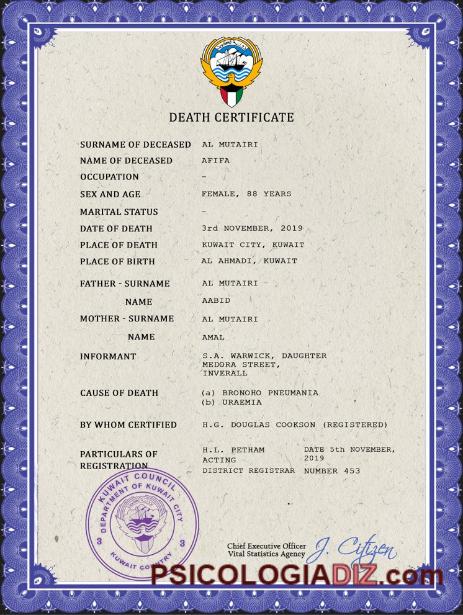 DEATH CERTIFICATE
SURNAME OF DECEASED AL MUTAIRI
NAME OF DECEASED AFIFA
OCCUPATION –
SEX AND AGE FEMALE, 88 YEARS
MARITAL STATUS –
DATE OF DEATH 3rd NOVEMBER, 2019
PLACE OF DEATH KUWAIT CITY, KUWAIT
PLACE OF BIRTH AL AHMADI, KUWAIT
FATHER - SURNAME AL MUTAIRI
NAME AABID
MOTHER - SURNAME AL MUTAIRI
NAME AMAL
INFORMANT S.A. WARWICK, DAUGHTER
MEDORA STREET,
INVERALL
CAUSE OF DEATH (a) BRONOHO PNEUMANIA
(b) URAEMIA
BY WHOM CERTIFIED H.G. DOUGLAS COOKSON (REGISTERED)
PARTICULARS OF H.L. PETHAM DATE 5th NOVEMBER,
REGISTRATION ACTING 2019
DISTRICT REGISTRAR NUMBER 453
KUWAIT COUNCIL
DEPARTMENT OF KUWAIT CITY
3 3
KUWAIT COUNTRY
Chief Executive Officer
Vital Statistics Agency
J. Citizen
PSICOLOGIADIZ.com